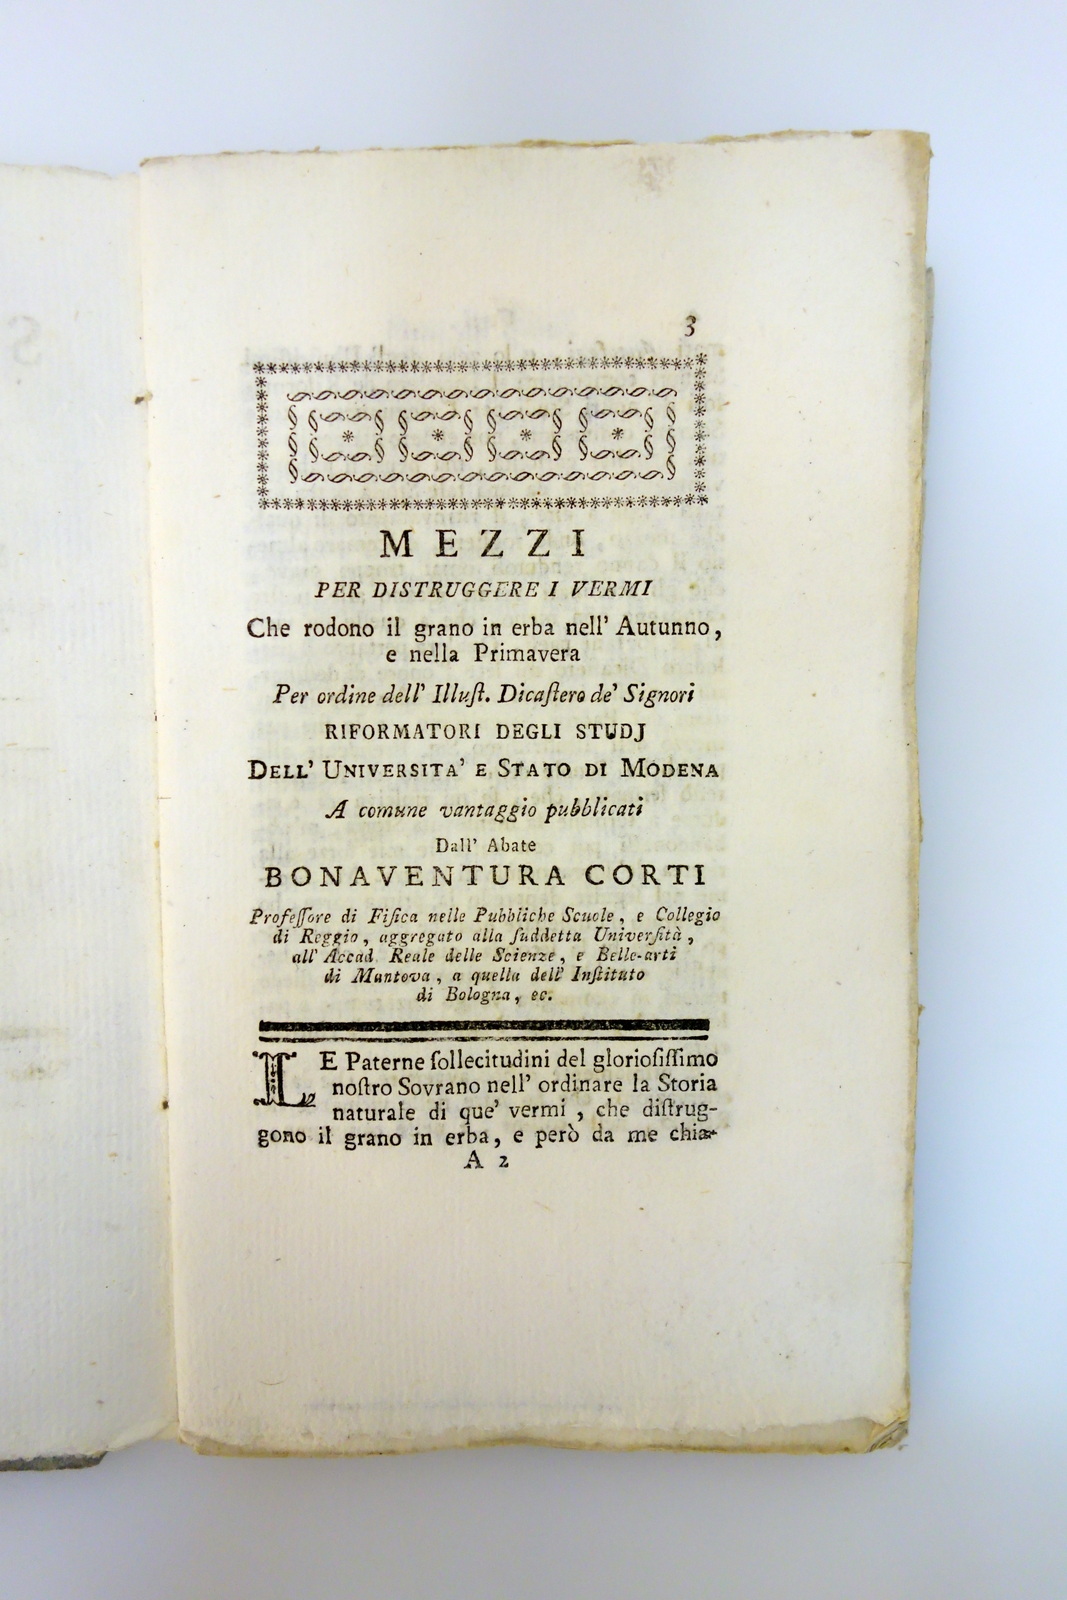 3
MEZZI
PER DISTRUGGERE I VERMI
Che rodono il grano in erba nell' Autunno,
e nella Primavera
Per ordine dell' Illuſt. Dicaſtero de' Signori
RIFORMATORI DEGLI STUDJ
DELL' UNIVERSITA' E STATO DI MODENA
A comune vantaggio pubblicati
Dall' Abate
BONAVENTURA CORTI
Profeſſore di Fiſica nelle Pubbliche Scuole, e Collegio
di Reggio, aggregato alla ſuddetta Univerſità,
all' Accad. Reale delle Scienze, e Belle-arti
di Mantova, a quella dell' Inſtituto
di Bologna, ec.
LE Paterne ſollecitudini del glorioſiſſimo
noſtro Sovrano nell' ordinare la Storia
naturale di que' vermi, che diſtrug-
gono il grano in erba, e però da me chia-
A 2